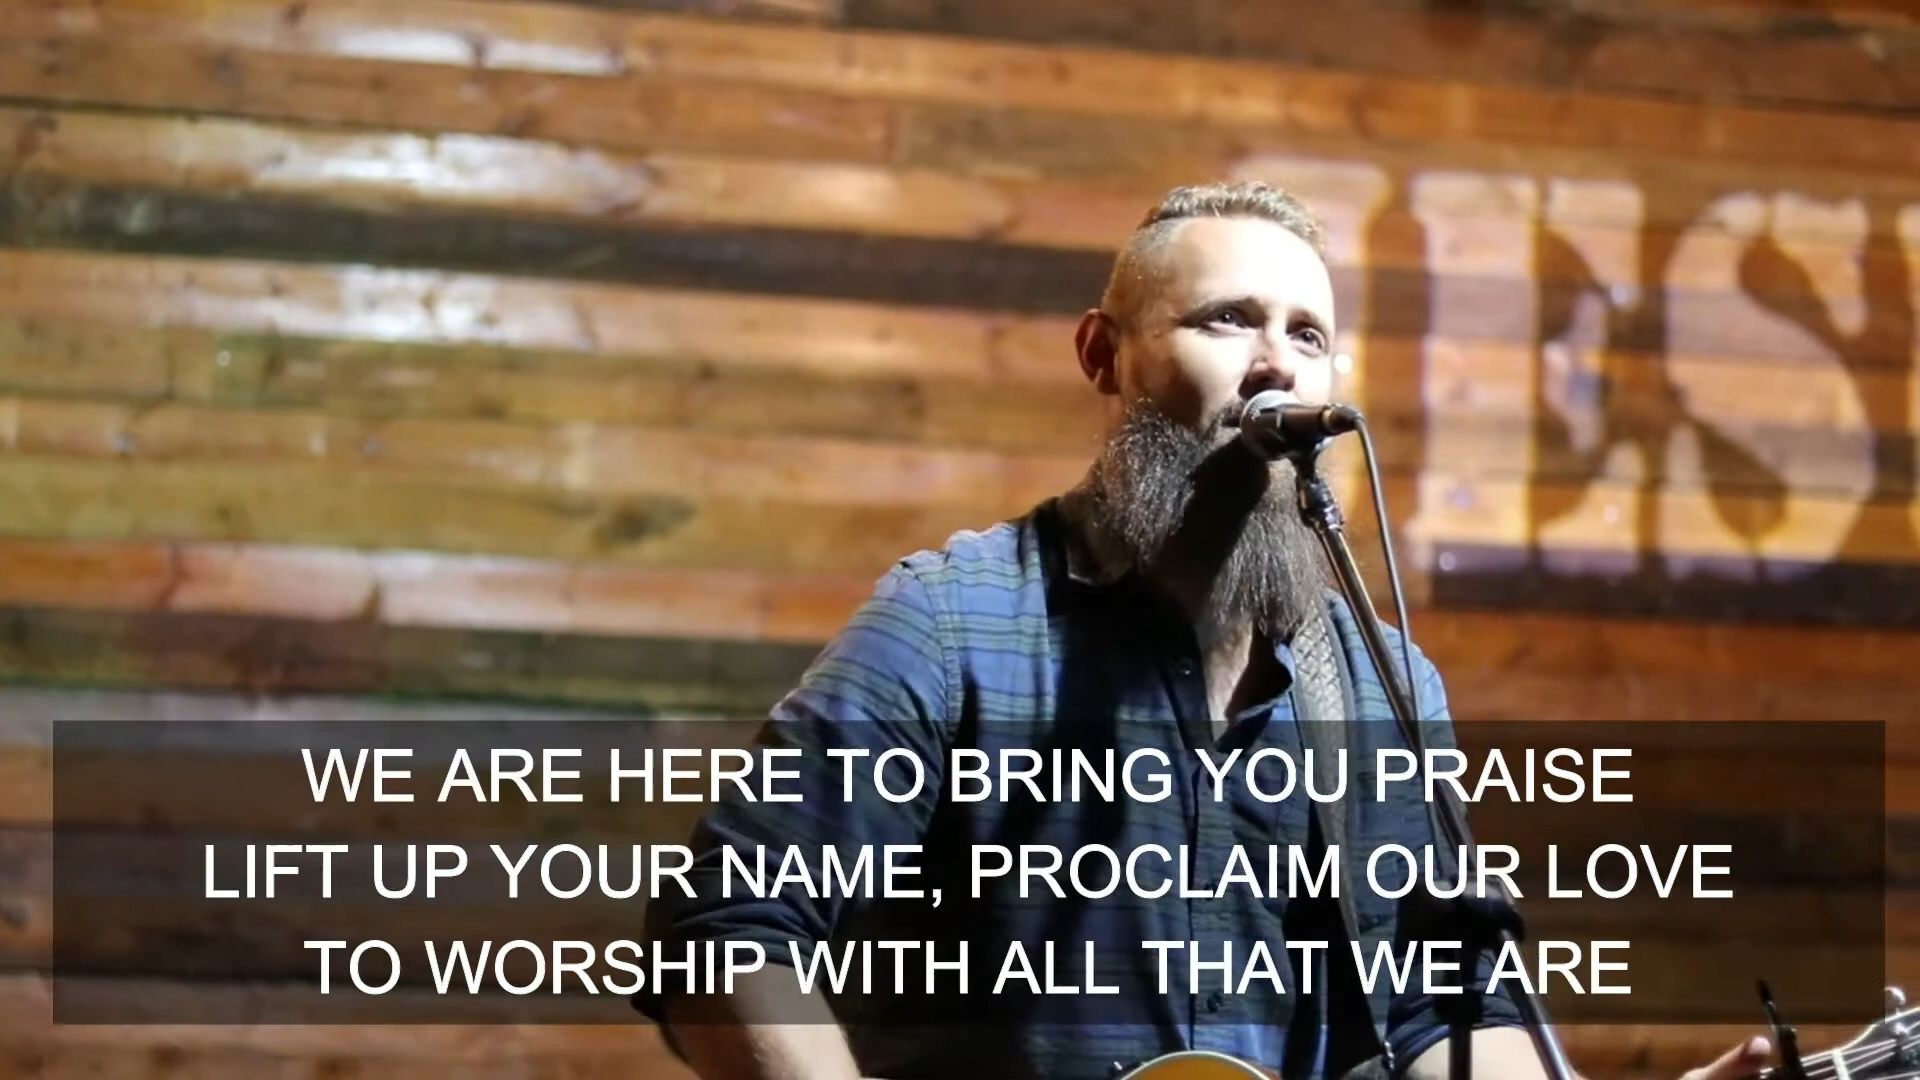 JESU
WE ARE HERE TO BRING YOU PRAISE
LIFT UP YOUR NAME, PROCLAIM OUR LOVE
TO WORSHIP WITH ALL THAT WE ARE